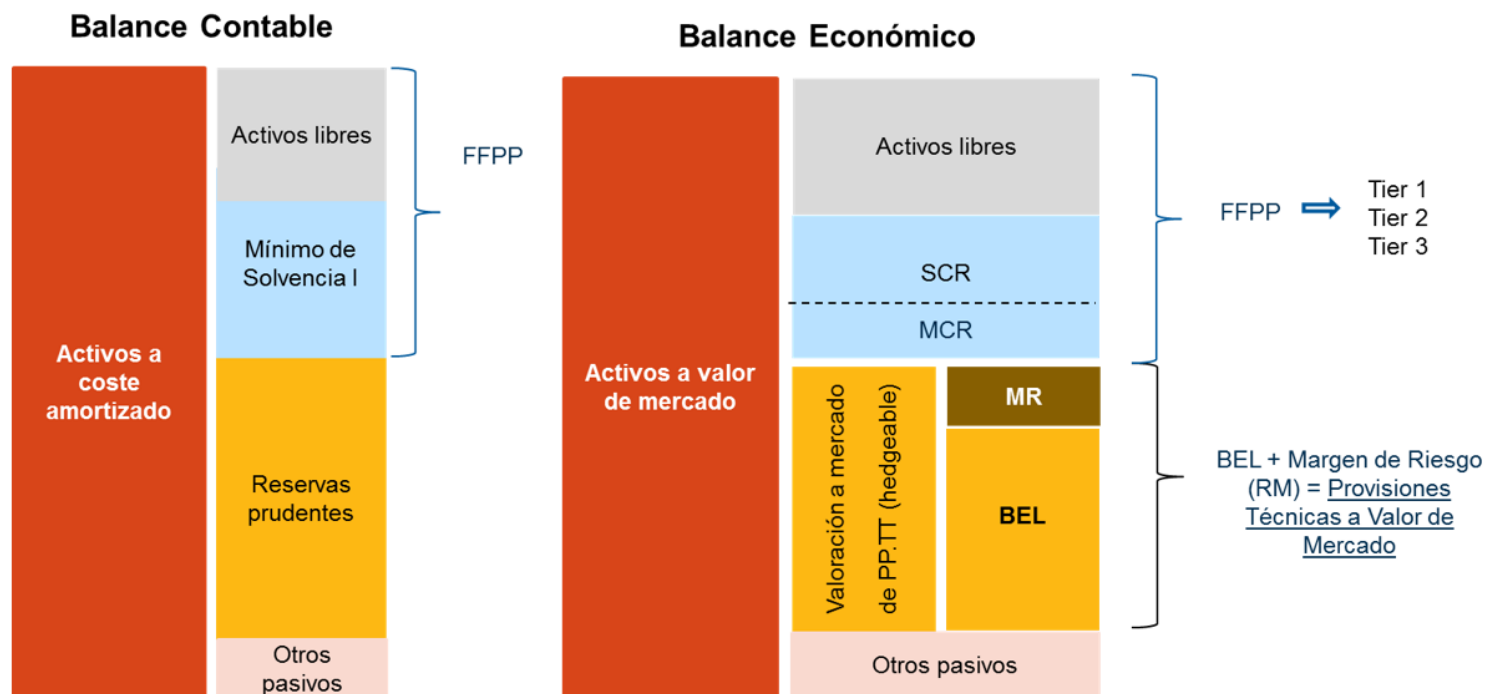 Balance Contable
Activos a
coste
amortizado
Activos libres
Mínimo de
Solvencia I
Reservas
prudentes
Otros
pasivos
FFPP
Balance Económico
Activos a valor
de mercado
Activos libres
SCR
MCR
Valoración a mercado
de PP.TT (hedgeable)
MR
BEL
Otros pasivos
FFPP
Tier 1
Tier 2
Tier 3
BEL + Margen de Riesgo
(RM) = Provisiones
Técnicas a Valor de
Mercado